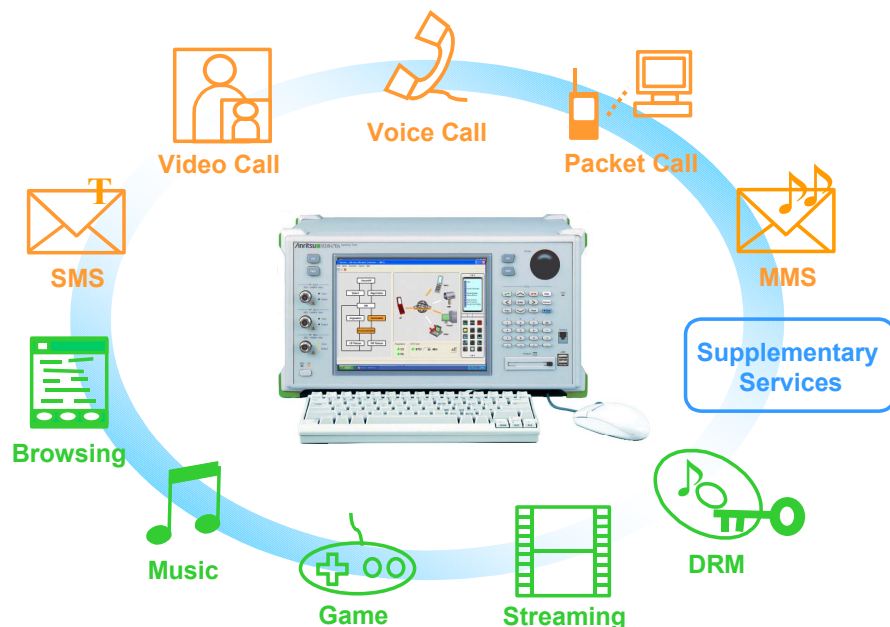 Voice Call
Video Call
Packet Call
T
SMS
MMS
Anritsu
Supplementary
Services
Browsing
Music
Game
Streaming
DRM